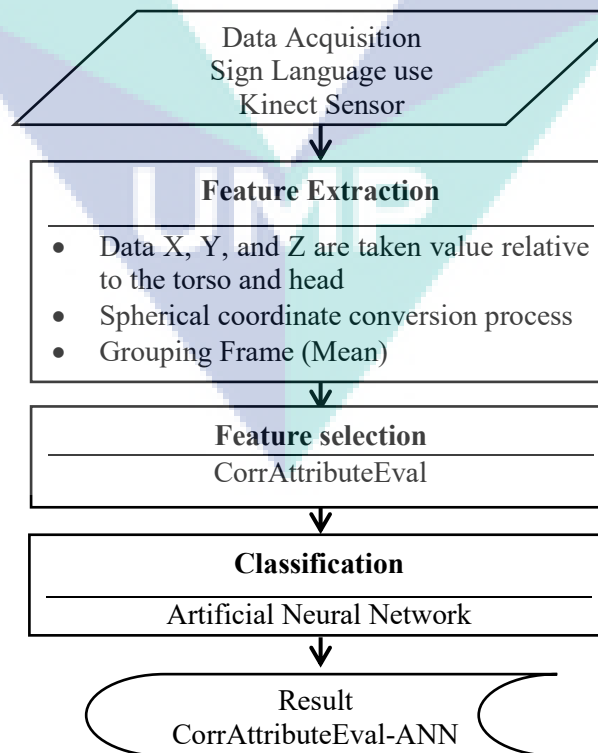 Data Acquisition
Sign Language use
Kinect Sensor
UMP
Feature Extraction
• Data X, Y, and Z are taken value relative
to the torso and head
• Spherical coordinate conversion process
• Grouping Frame (Mean)
Feature selection
CorrAttributeEval
Classification
Artificial Neural Network
Result
CorrAttributeEval-ANN